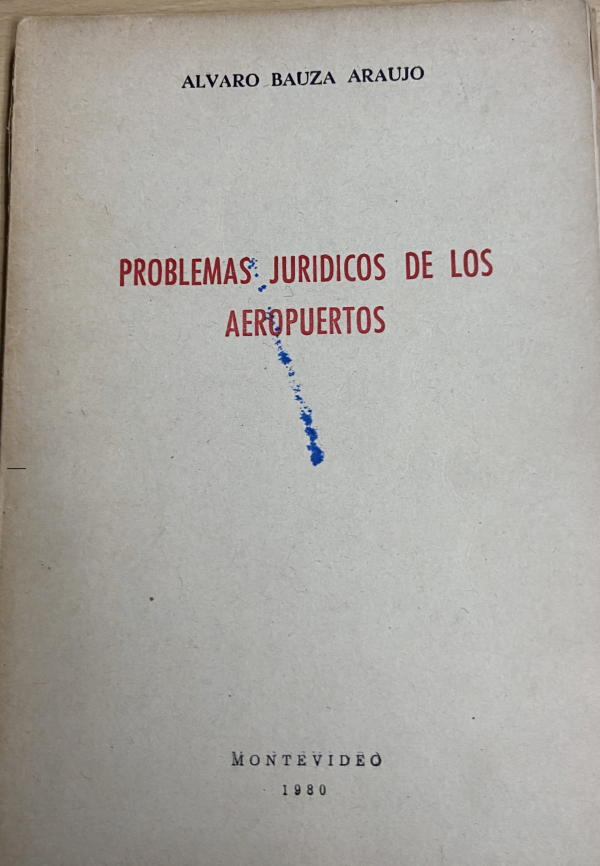 ALVARO BAUZA ARAUJO
PROBLEMAS JURIDICOS DE LOS
AEROPUERTOS
MONTEVIDEO
1980